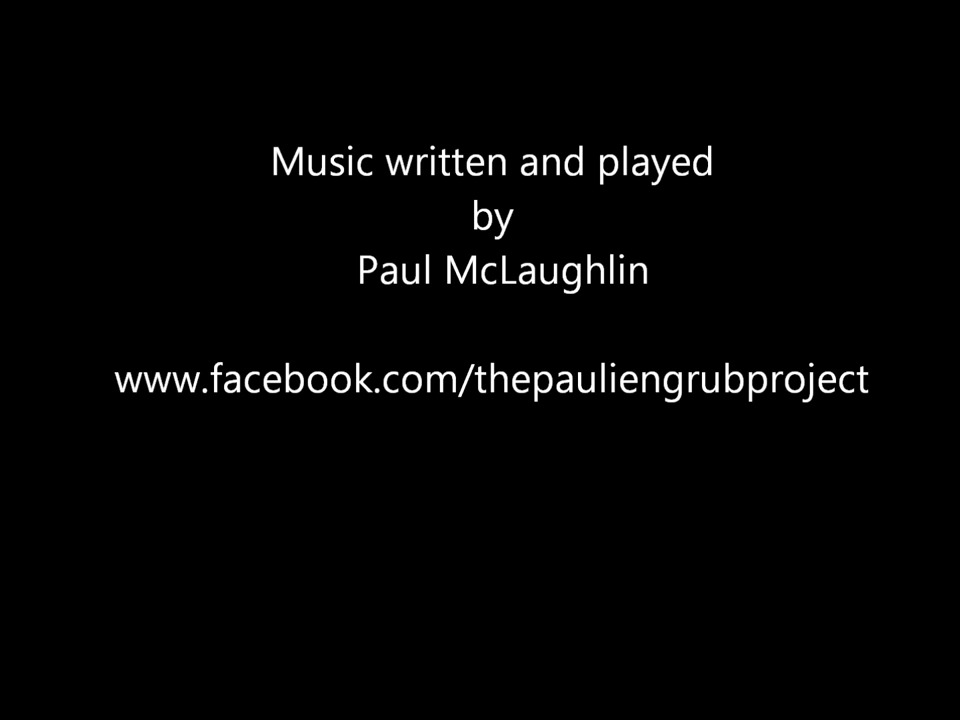 Music written and played
by
Paul McLaughlin
www.facebook.com/thepauliengrubproject